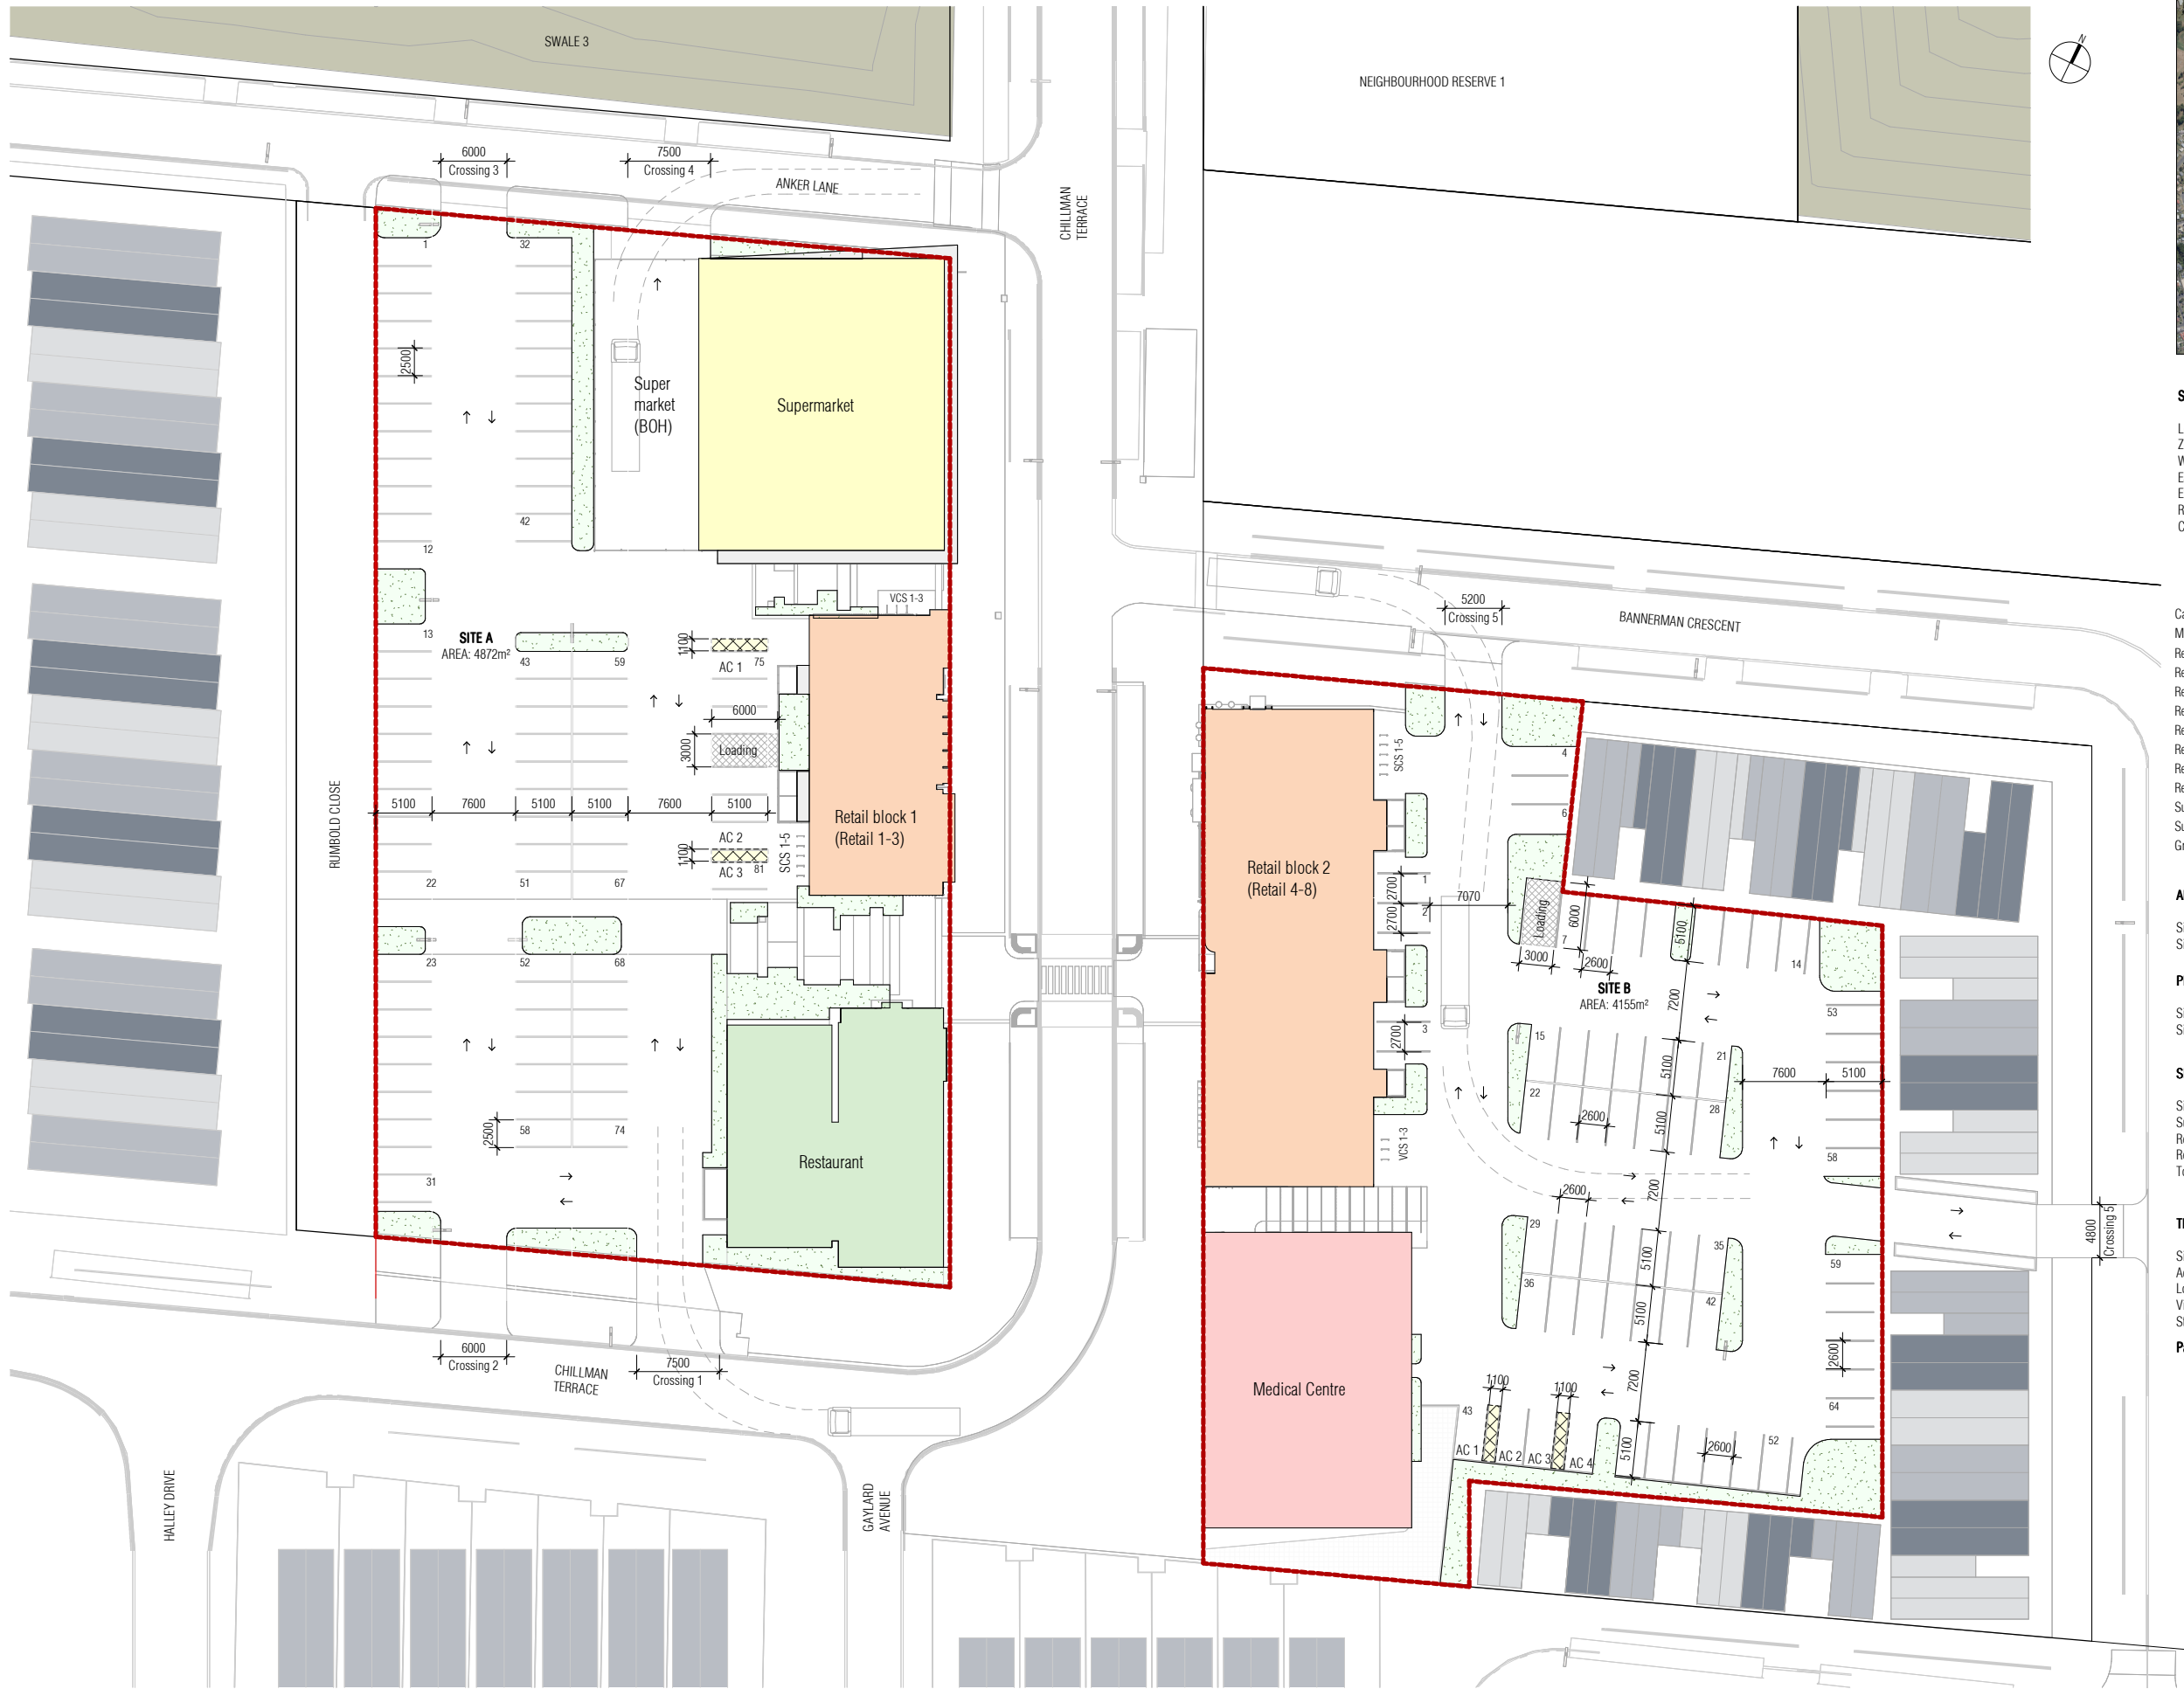 SWALE 3
NEIGHBOURHOOD RESERVE 1
N
6000
Crossing 3
7500
Crossing 4
ANKER LANE
CHILLMAN
TERRACE
1
32
2500
Super
market
(BOH)
Supermarket
42
12
VCS 1-3
13
SITE A
AREA: 4872m²
43
59
1100
75
AC 1
6000
3000
Loading
5100
7600
5100
5100
7600
5100
Retail block 1
(Retail 1-3)
RUMBOLD CLOSE
AC 2
1100
AC 3
81
SCS 1-5
22
51
67
23
52
68
2500
58
74
31
Restaurant
6000
Crossing 2
7500
Crossing 1
CHILLMAN
TERRACE
HALLEY DRIVE
GAYLARD
AVENUE
5200
Crossing 5
BANNERMAN CRESCENT
SCS 1-5
4
6
Retail block 2
(Retail 4-8)
2700
1
2700
2
7070
Loading
6000
7
3000
2600
5100
14
SITE B
AREA: 4155m²
7200
53
2700
3
15
21
5100
7600
5100
22
28
2600
5100
VCS 1-3
58
2600
7200
29
35
5100
59
4800
Crossing 5
36
42
5100
2600
Medical Centre
1100
1100
7200
43
64
AC 1
AC 2
AC 3
AC 4
5100
2600
52